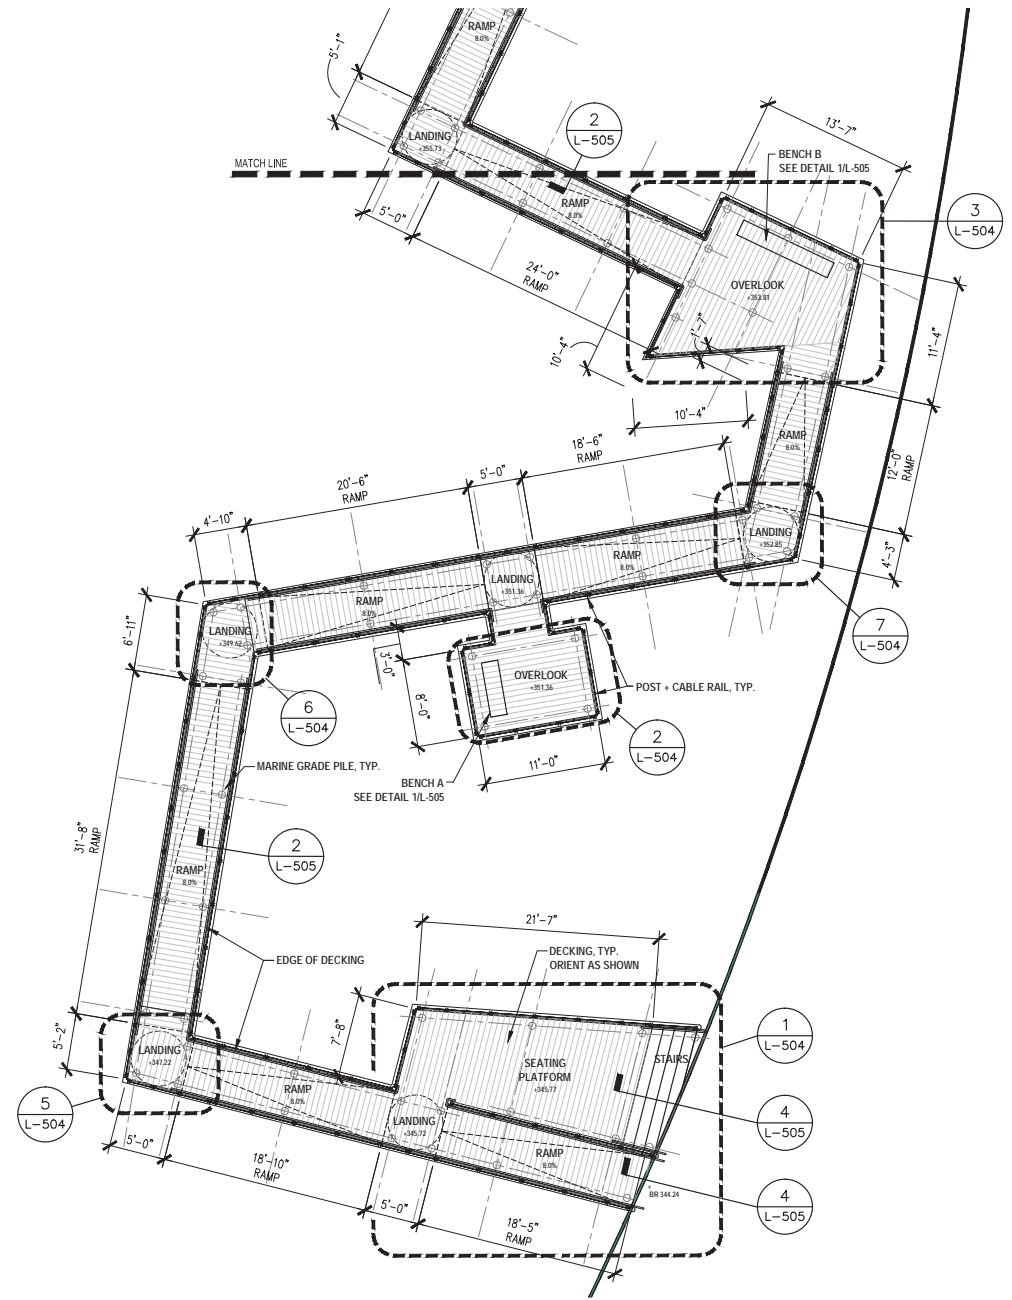 RAMP
8.0%
5'-1"
2
L-505
13'-7"
LANDING
+355.73
BENCH B
SEE DETAIL 1/L-505
MATCH LINE
3
L-504
RAMP
8.0%
5'-0"
24'-0"
RAMP
OVERLOOK
+353.81
1'-7"
10'-4"
11'-4"
10'-4"
18'-6"
RAMP
RAMP
8.0%
12'-0"
RAMP
5'-0"
20'-6"
RAMP
4'-10"
LANDING
+352.85
4'-3"
RAMP
8.0%
LANDING
+351.36
RAMP
8.0%
7
L-504
6'-11"
LANDING
+349.62
3'-0"
OVERLOOK
+351.36
POST + CABLE RAIL, TYP.
8'-0"
6
L-504
2
L-504
11'-0"
MARINE GRADE PILE, TYP.
BENCH A
SEE DETAIL 1/L-505
31'-8"
RAMP
2
L-505
RAMP
8.0%
21'-7"
EDGE OF DECKING
DECKING, TYP.
ORIENT AS SHOWN
7'-8"
5'-2"
1
L-504
LANDING
+347.22
SEATING
PLATFORM
+345.77
STAIRS
RAMP
8.0%
5
L-504
LANDING
+345.72
4
L-505
5'-0"
18'-10"
RAMP
RAMP
8.0%
BR 344.24
4
L-505
5'-0"
18'-5"
RAMP